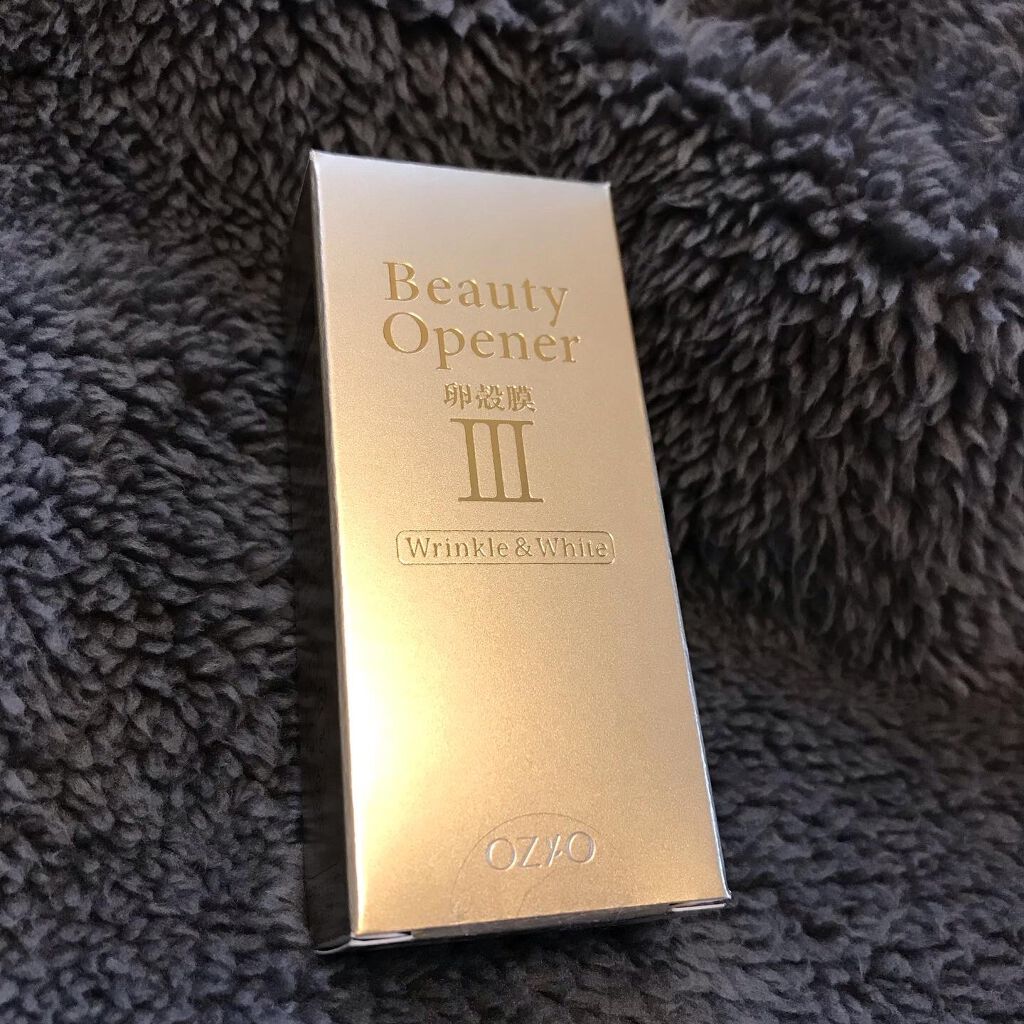 Beauty
Opener
卵殻膜
III
Wrinkle & White
OZIO